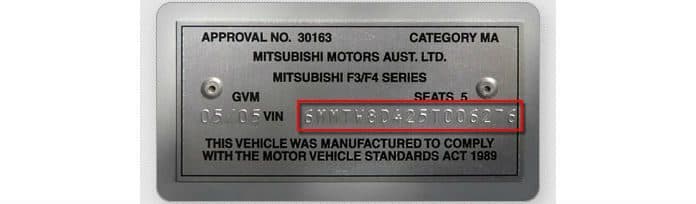 APPROVAL NO. 30163 CATEGORY MA
MITSUBISHI MOTORS AUST. LTD.
MITSUBISHI F3/F4 SERIES
GVM SEATS 5
05/05 VIN 6MMTW8D425T006276
THIS VEHICLE WAS MANUFACTURED TO COMPLY
WITH THE MOTOR VEHICLE STANDARDS ACT 1989